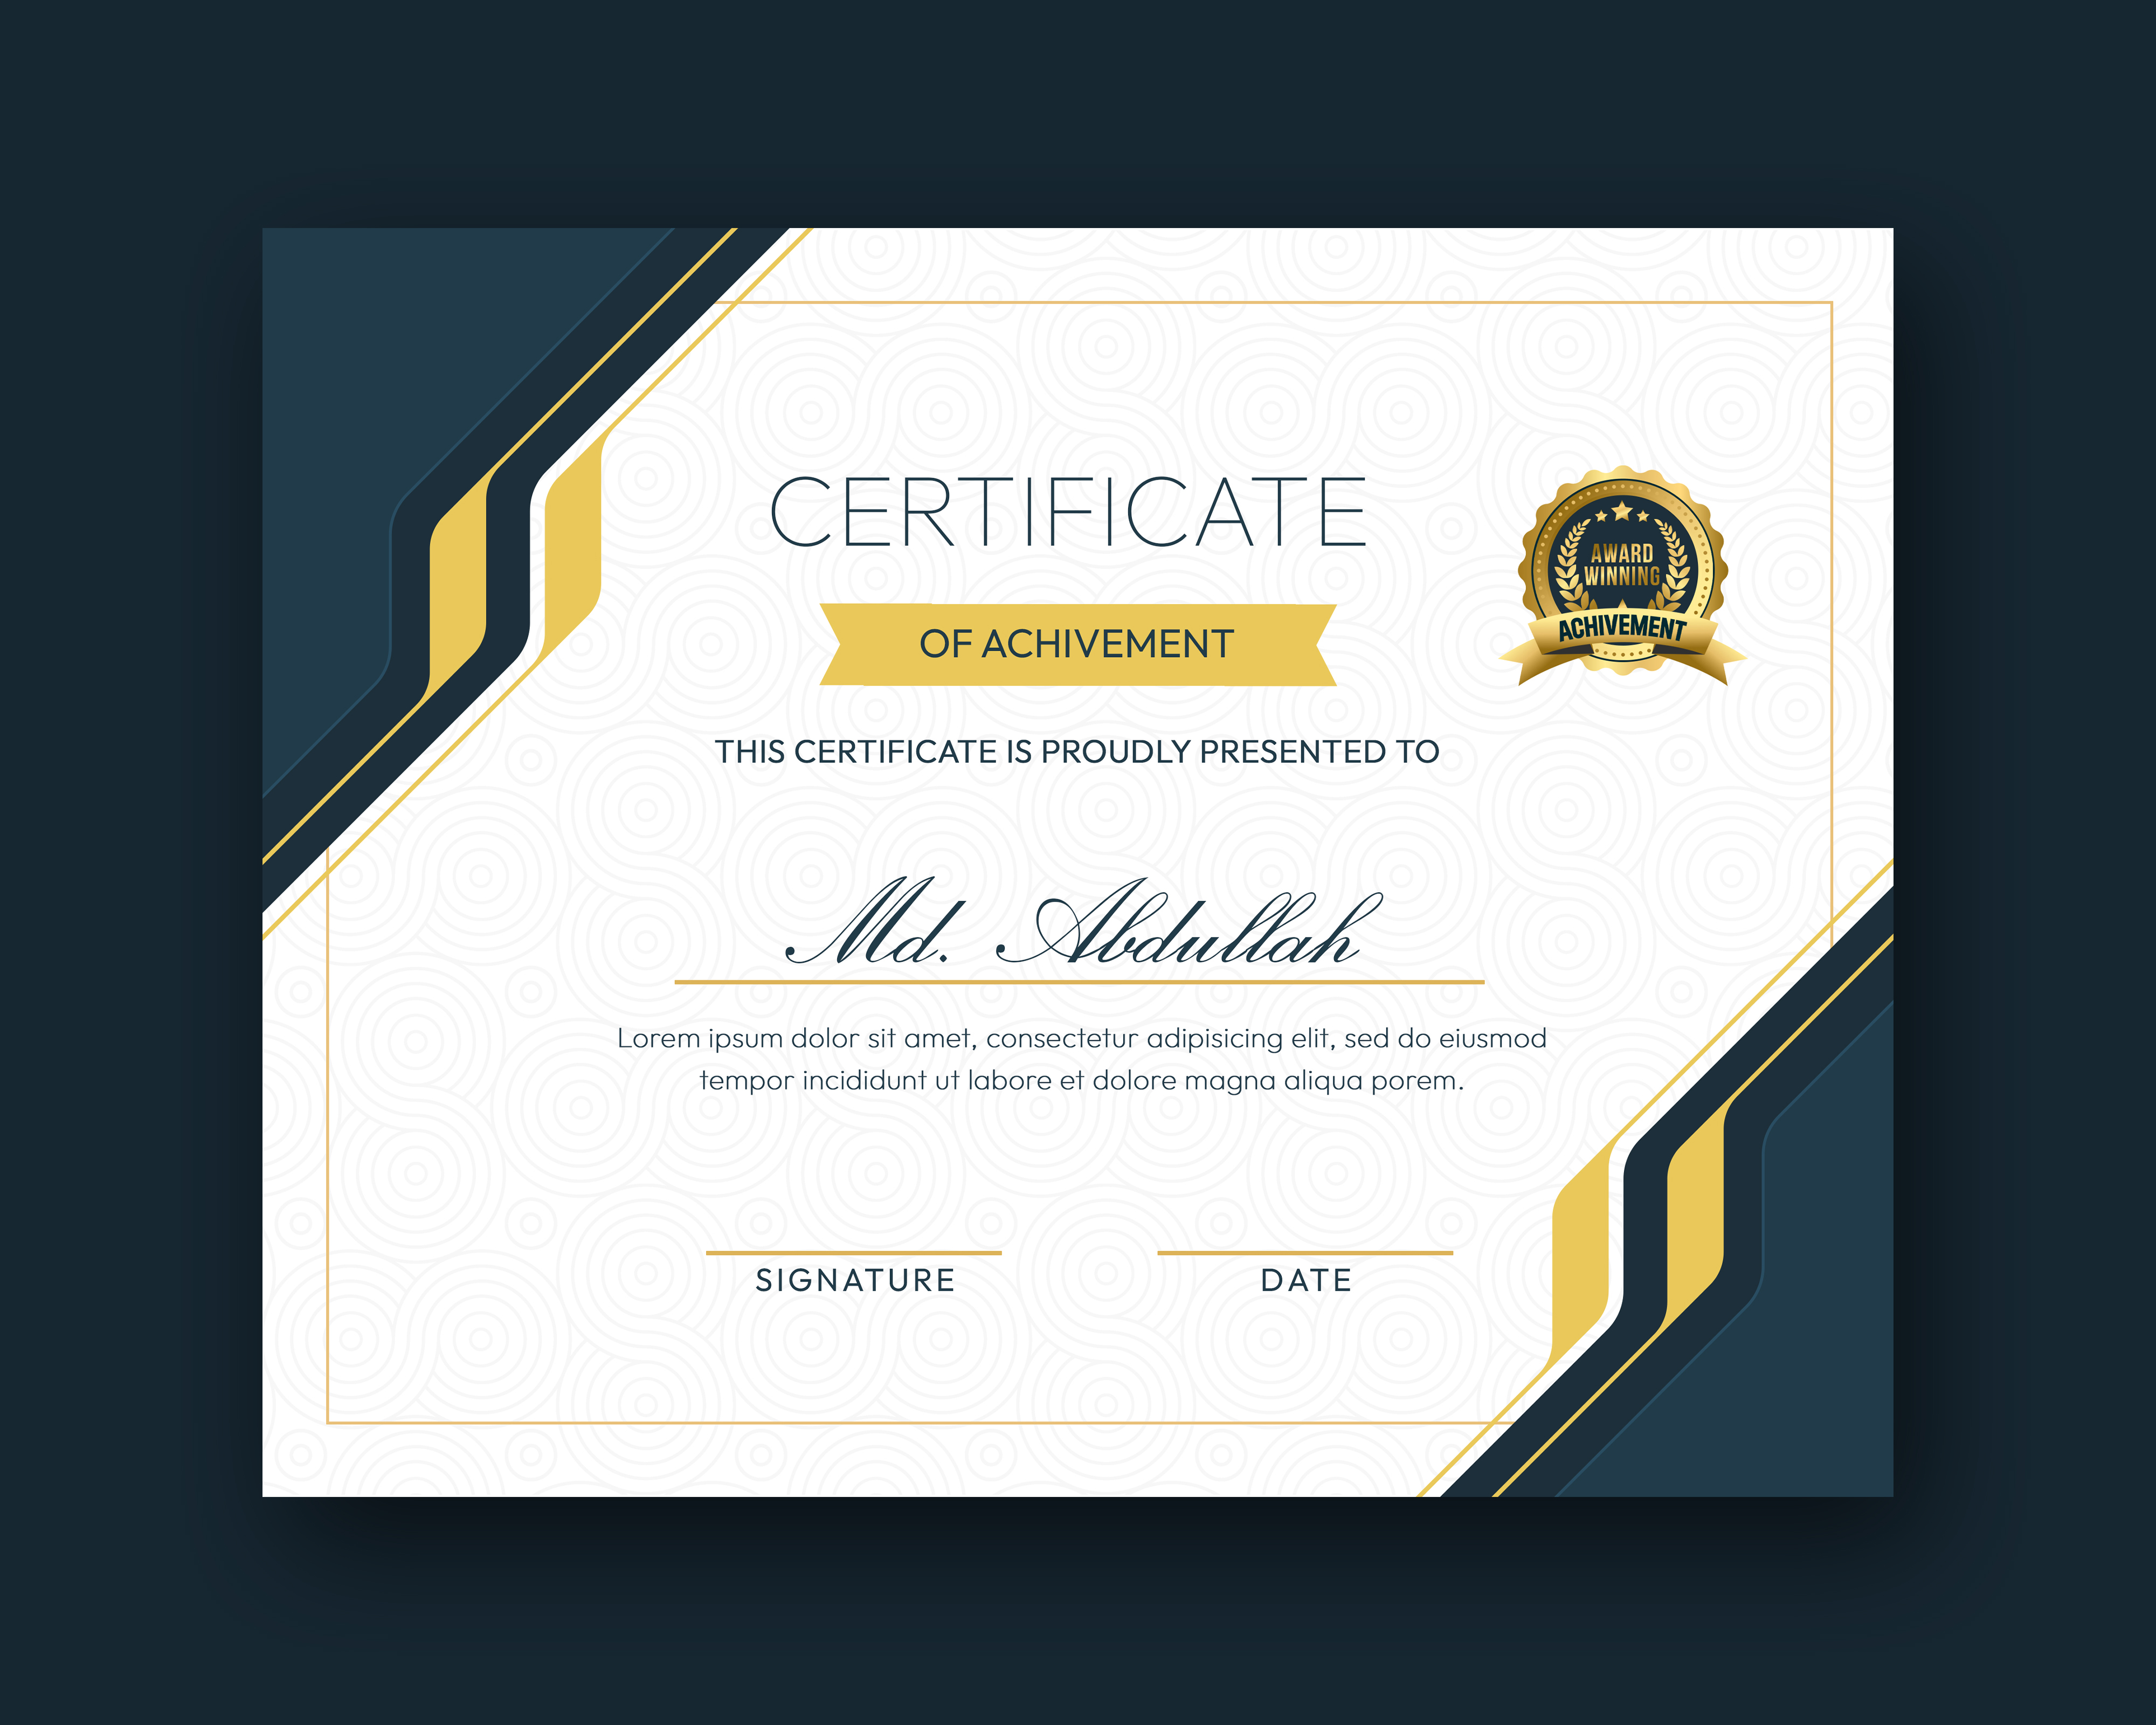 CERTIFICATE
OF ACHIVEMENT
AWARD
WINNING
ACHIVEMENT
THIS CERTIFICATE IS PROUDLY PRESENTED TO
Md. Abdullah
Lorem ipsum dolor sit amet, consectetur adipisicing elit, sed do eiusmod
tempor incididunt ut labore et dolore magna aliqua porem.
SIGNATURE
DATE